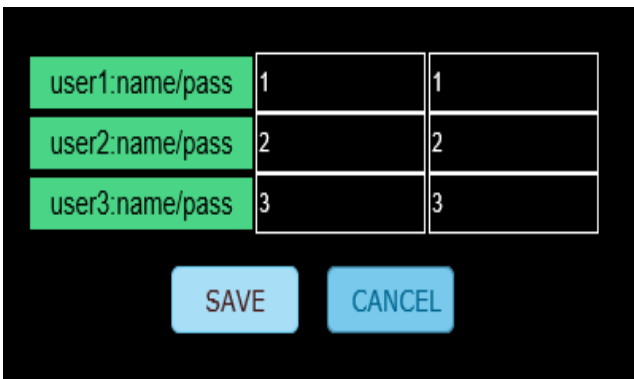 user1:name/pass 1 1
user2:name/pass 2 2
user3:name/pass 3 3
SAVE CANCEL